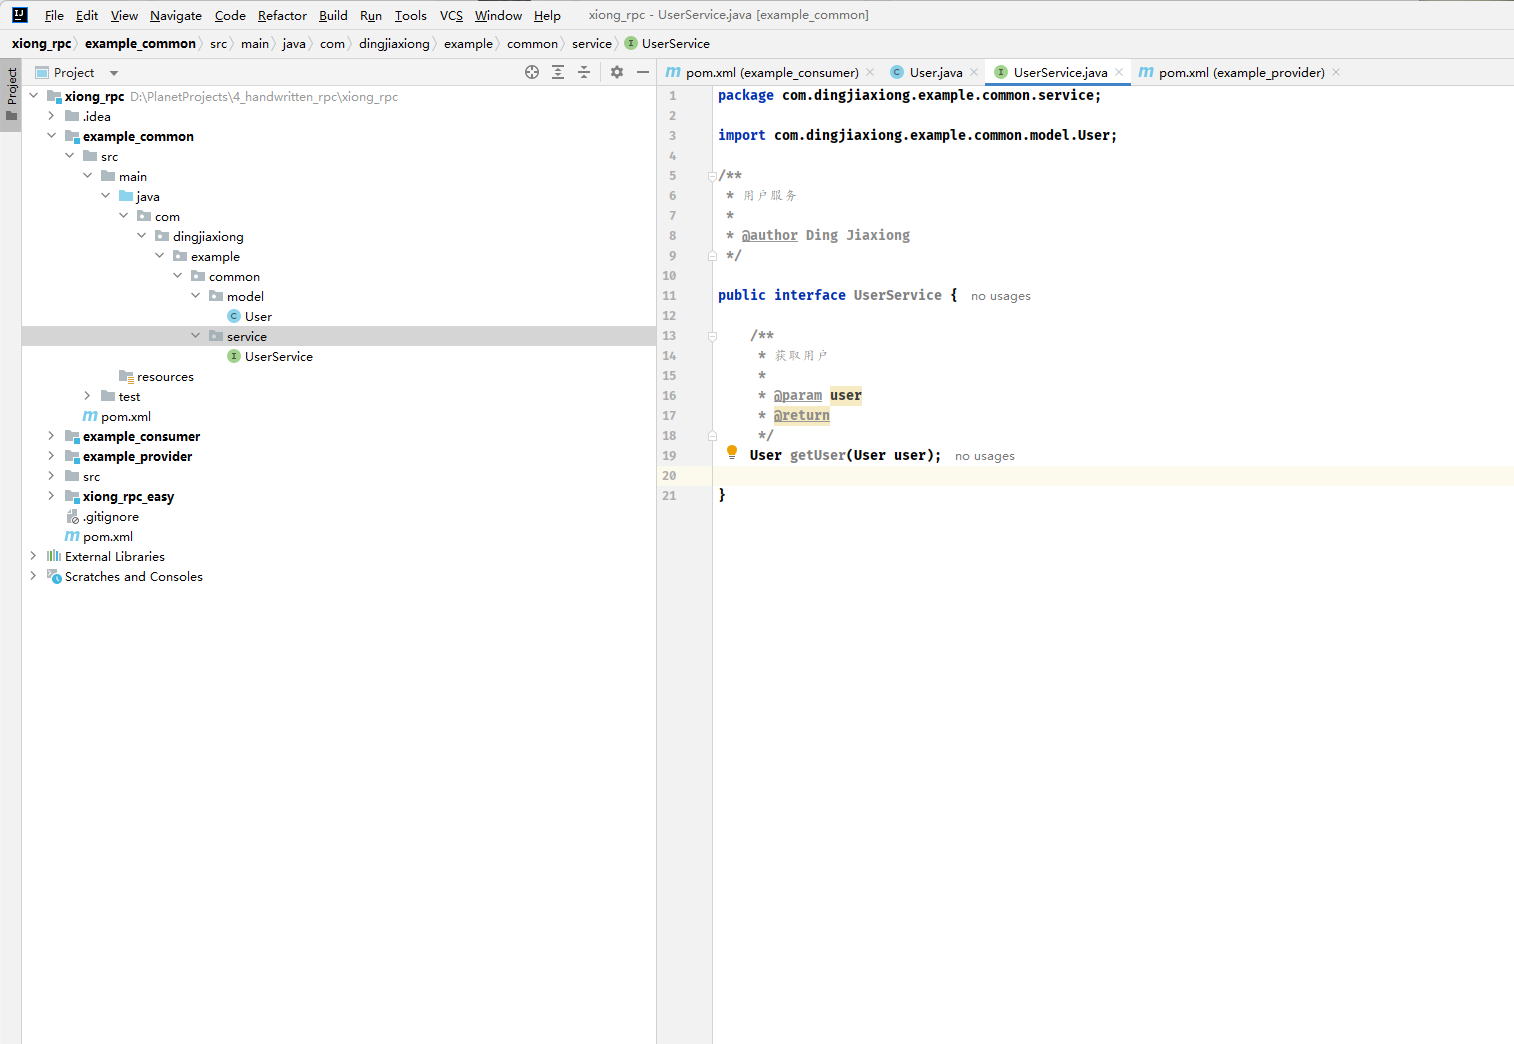 File Edit View Navigate Code Refactor Build Run Tools VCS Window Help xiong_rpc - UserService.java [example_common]
xiong_rpc example_common src main java com dingjiaxiong example common service UserService
Project
Project
pom.xml (example_consumer) User.java UserService.java pom.xml (example_provider)
xiong_rpc D:\PlanetProjects\4_handwritten_rpc\xiong_rpc
.idea
example_common
src
main
java
com
dingjiaxiong
example
common
model
User
service
UserService
resources
test
pom.xml
example_consumer
example_provider
src
xiong_rpc_easy
.gitignore
pom.xml
External Libraries
Scratches and Consoles
1 package com.dingjiaxiong.example.common.service;
2
3 import com.dingjiaxiong.example.common.model.User;
4
5 /**
6 * 用户服务
7 *
8 * @author Ding Jiaxiong
9 */
10
11 public interface UserService { no usages
12
13 /**
14 * 获取用户
15 *
16 * @param user
17 * @return
18 */
19 User getUser(User user); no usages
20
21 }